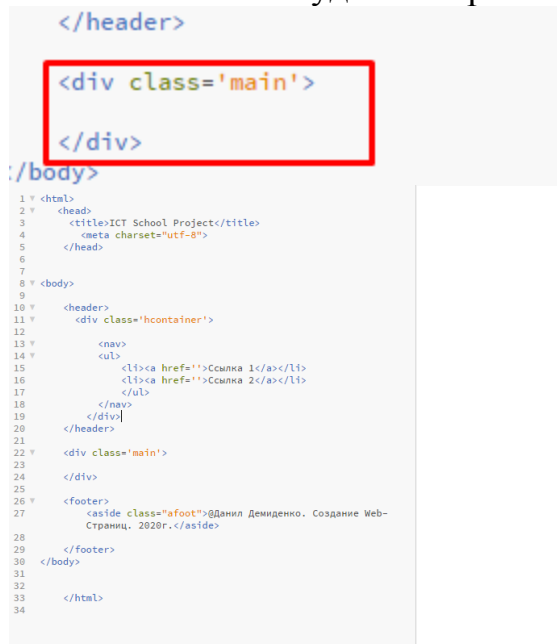 </header>
<div class='main'>
</div>
/body>
1 <html>
2 <head>
3 <title>ICT School Project</title>
4 <meta charset="utf-8">
5 </head>
6
7
8 <body>
9
10 <header>
11 <div class='hcontainer'>
12
13 <nav>
14 <ul>
15 <li><a href=''>Ссылка 1</a></li>
16 <li><a href=''>Ссылка 2</a></li>
17 </ul>
18 </nav>
19 </div>
20 </header>
21
22 <div class='main'>
23
24 </div>
25
26 <footer>
27 <aside class="afoot">@Данил Демиденко. Создание Web-
Страниц. 2020г.</aside>
28
29 </footer>
30 </body>
31
32
33 </html>
34